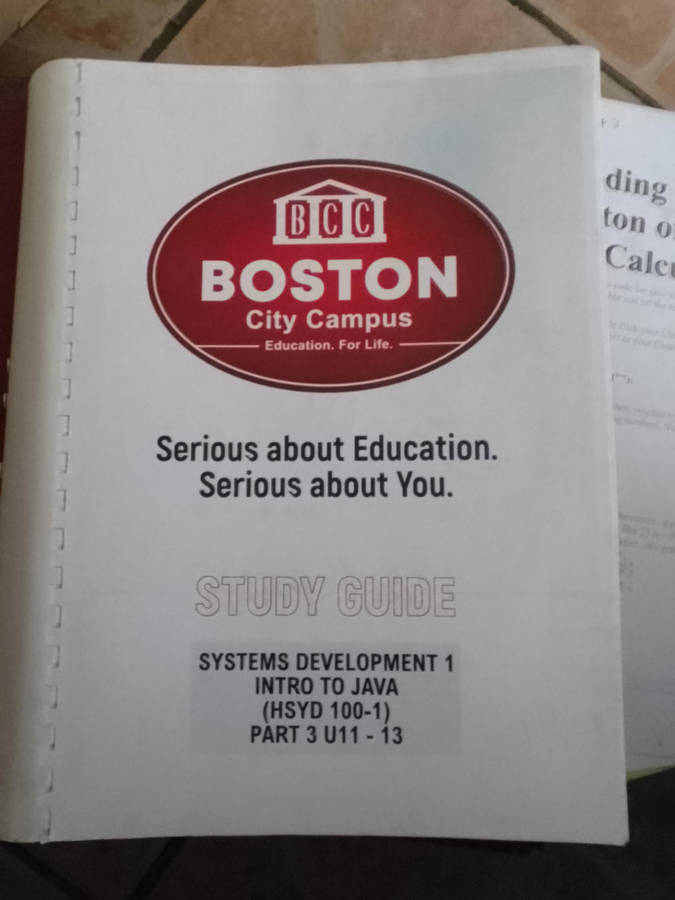 BCC
BOSTON
City Campus
Education. For Life.
Serious about Education.
Serious about You.
STUDY GUIDE
SYSTEMS DEVELOPMENT 1
INTRO TO JAVA
(HSYD 100-1)
PART 3 U11 - 13
ding
ton o
Calcu